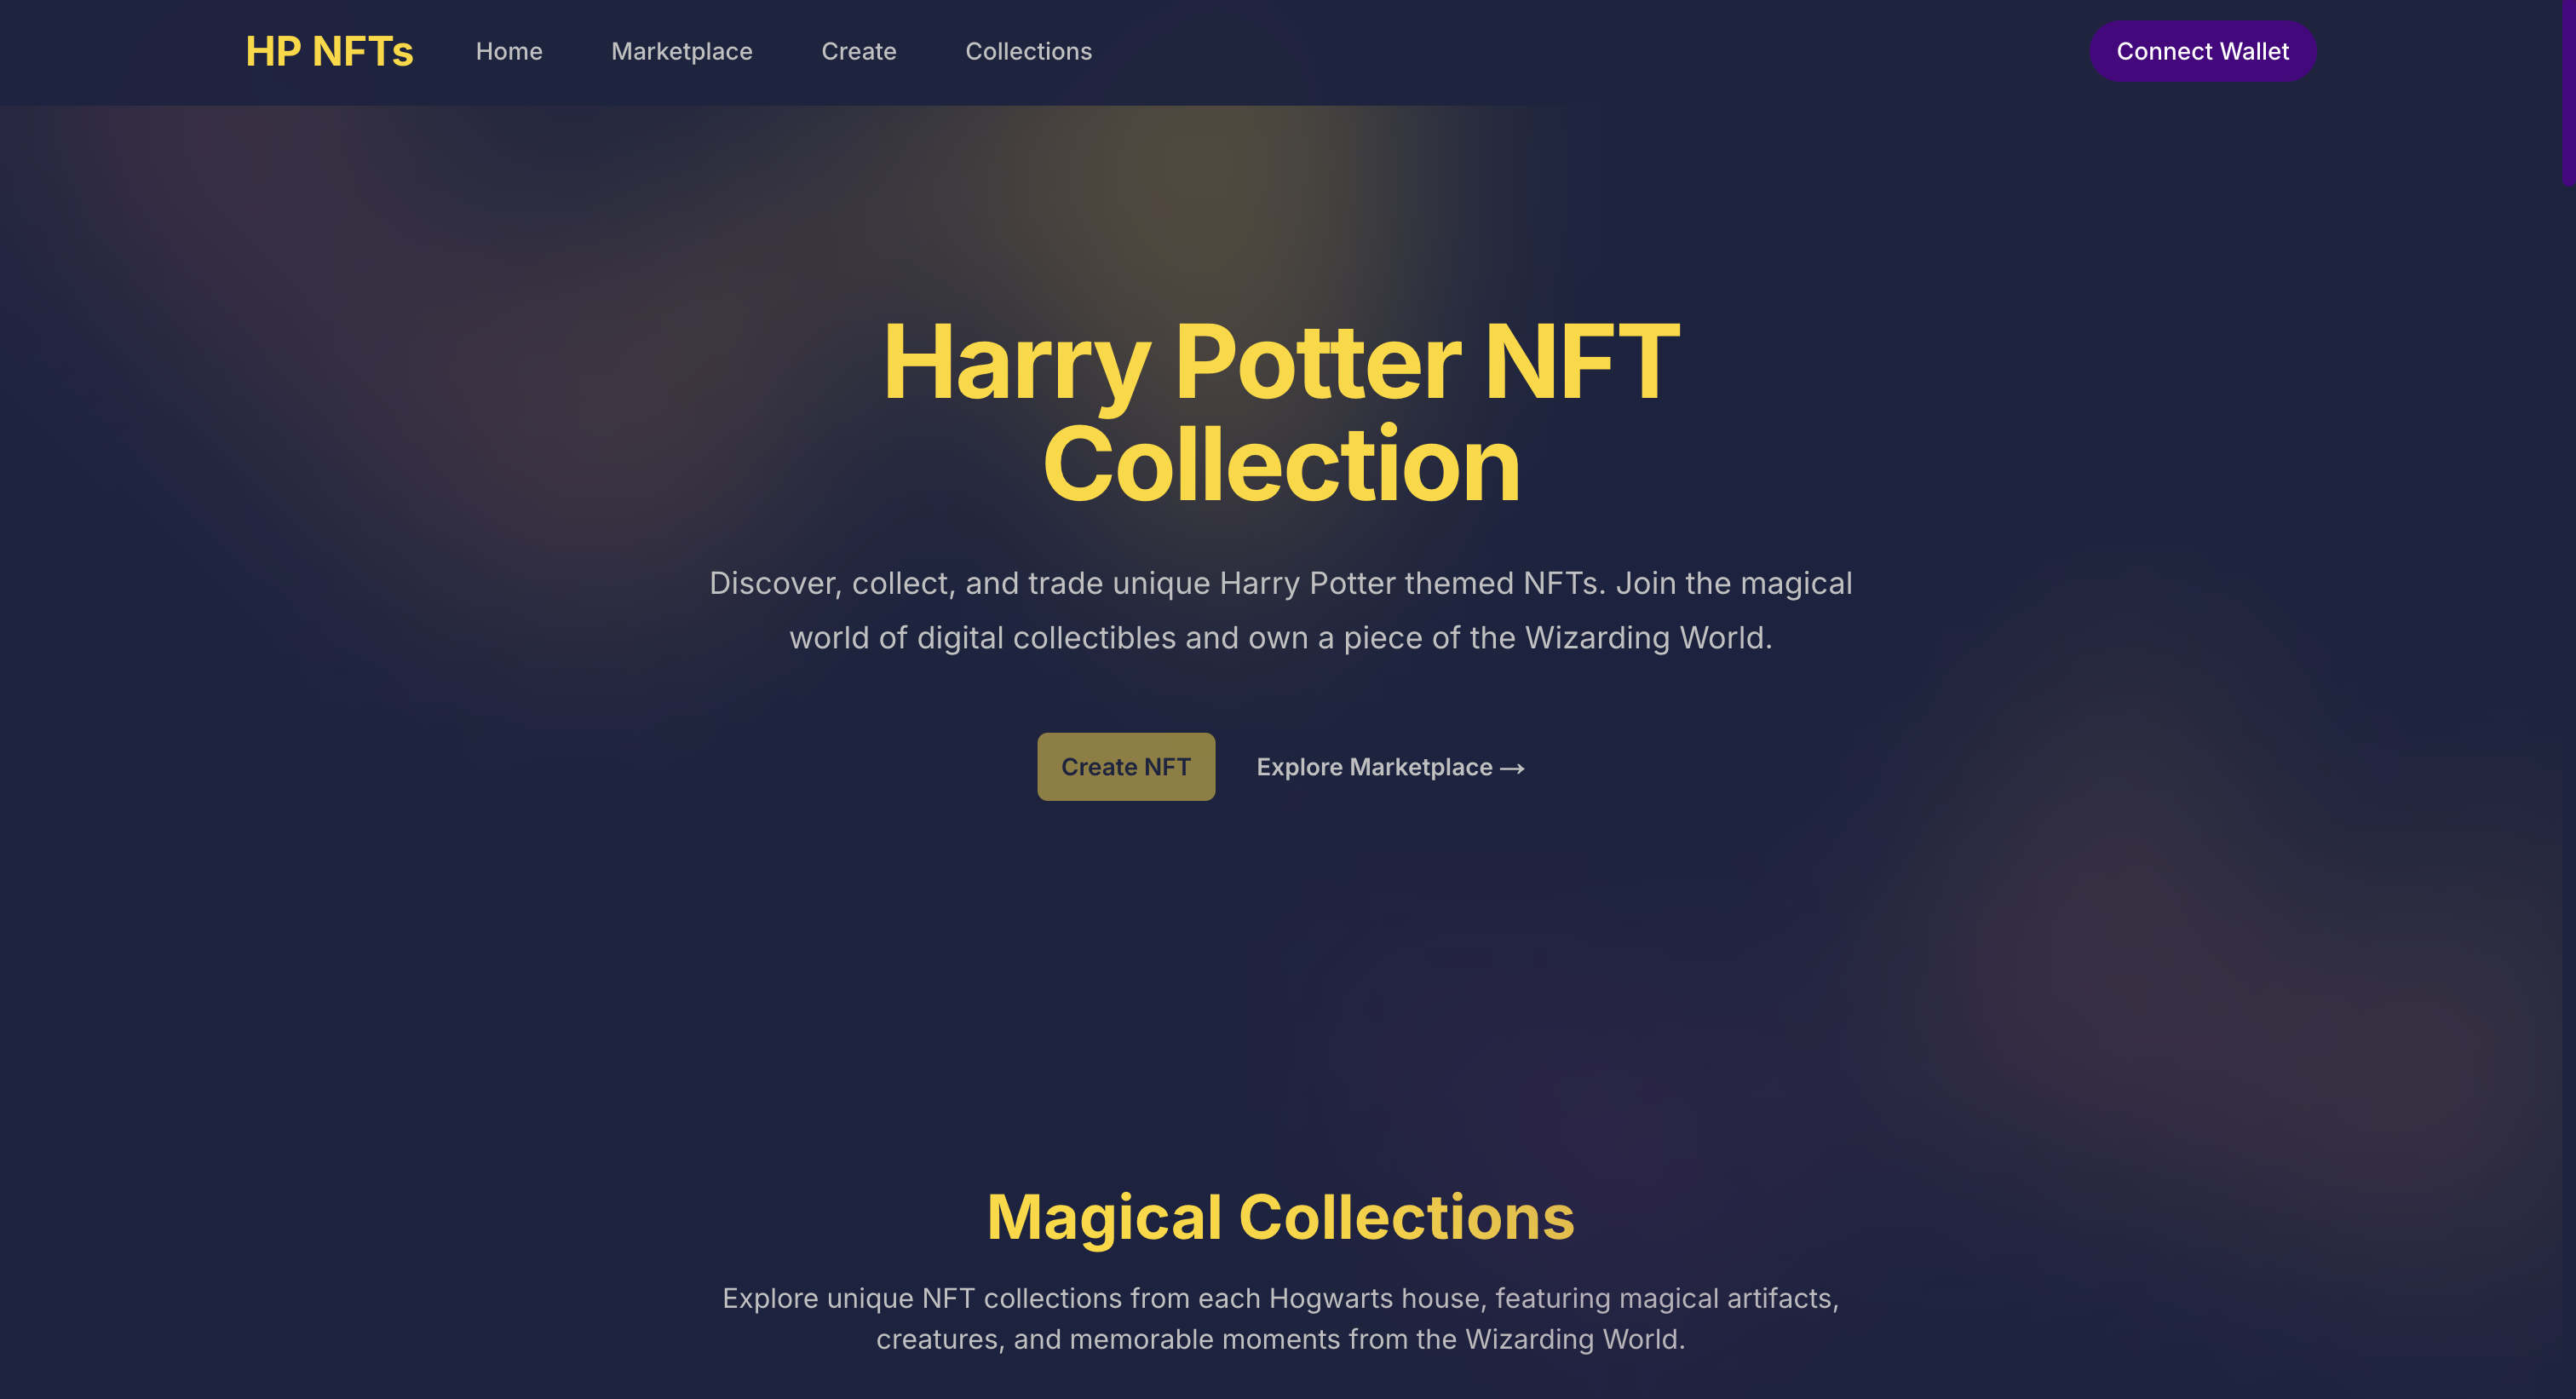 HP NFTs
Home
Marketplace
Create
Collections
Connect Wallet
Harry Potter NFT
Collection
Discover, collect, and trade unique Harry Potter themed NFTs. Join the magical
world of digital collectibles and own a piece of the Wizarding World.
Create NFT
Explore Marketplace →
Magical Collections
Explore unique NFT collections from each Hogwarts house, featuring magical artifacts,
creatures, and memorable moments from the Wizarding World.